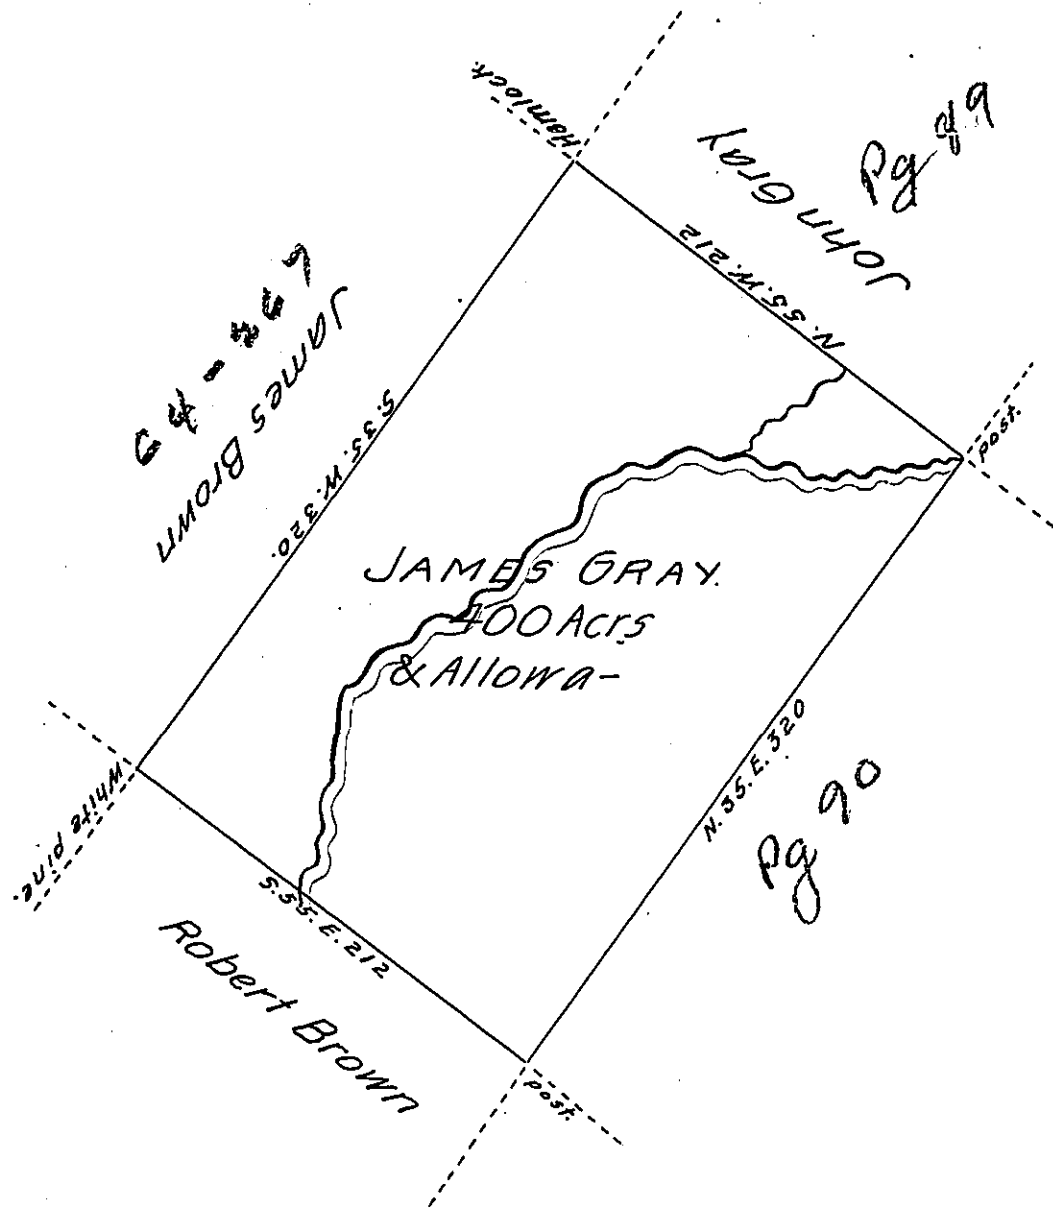 Hemlock.
John Gray
Pg 89
N. 55. W. 212
James Brown
S. 35. W. 320.
post.
JAMES GRAY.
400 Acrs
& Allowa-
White pine.
S. 55. E. 212
Robert Brown
N. 35. E. 320
Pg 90
post.